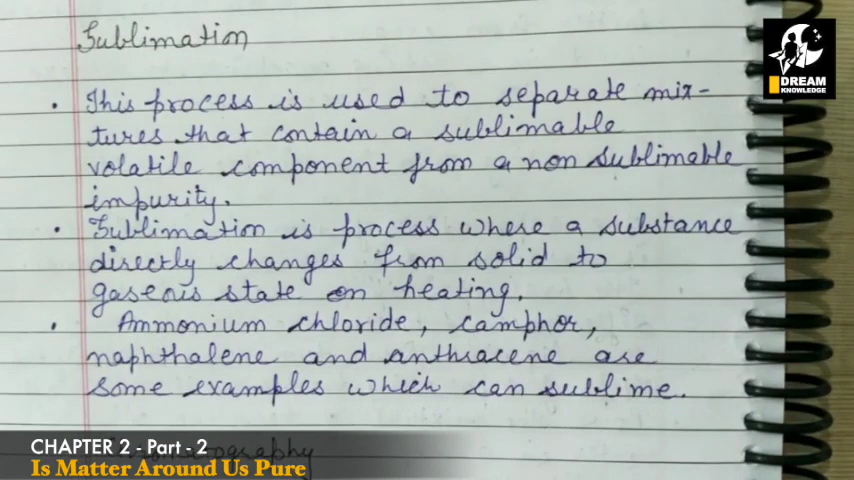 Sublimation
DREAM
KNOWLEDGE
• This process is used to separate mix-
tures that contain a sublimable
volatile component from a non sublimable
impurity.
• Sublimation is process where a substance
directly changes from solid to
gaseous state on heating.
• Ammonium chloride, camphor,
naphthalene and anthracene are
some examples which can sublime.
CHAPTER 2 - Part - 2
Is Matter Around Us Pure